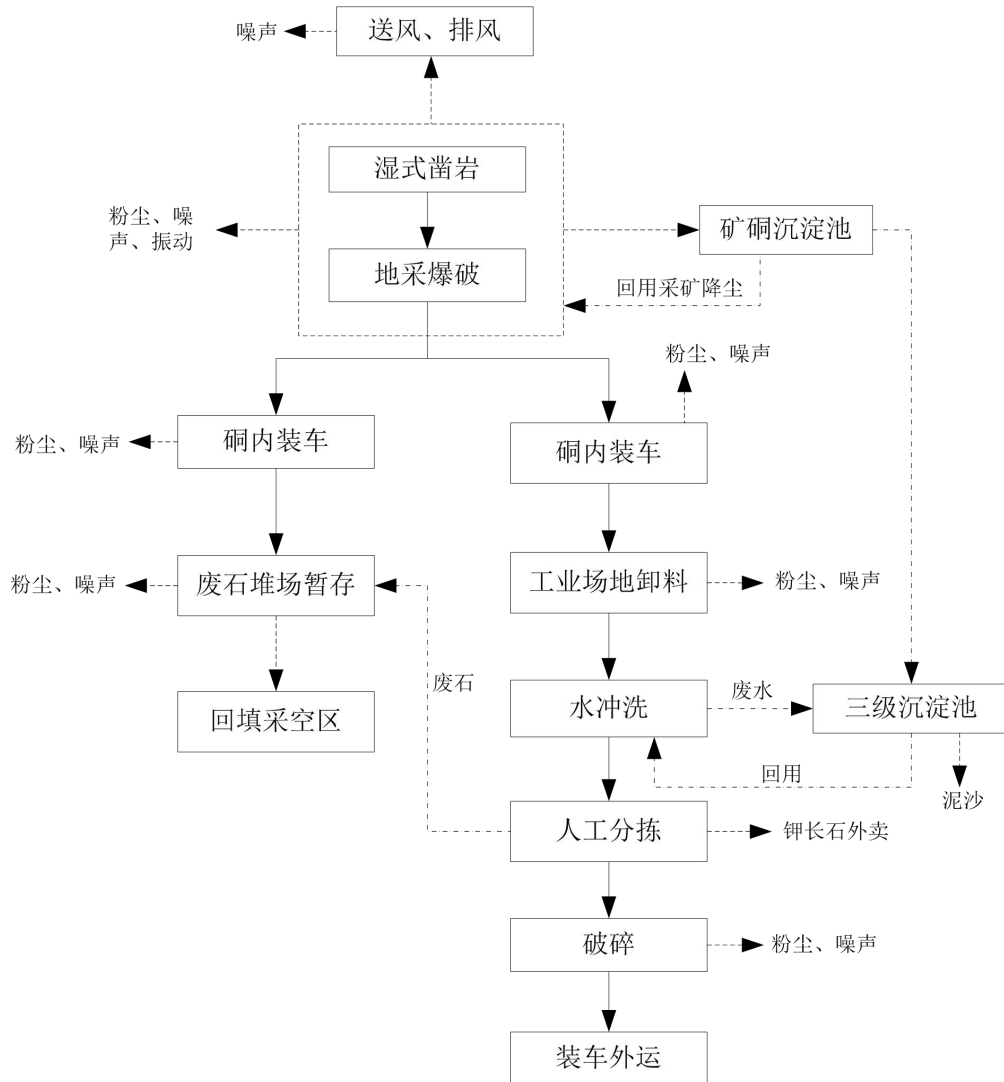 噪声
送风、排风
湿式凿岩
粉尘、噪
声、振动
矿硐沉淀池
地采爆破
回用采矿降尘
粉尘、噪声
粉尘、噪声
硐内装车
硐内装车
粉尘、噪声
废石堆场暂存
工业场地卸料
粉尘、噪声
废石
废水
回填采空区
水冲洗
三级沉淀池
回用
泥沙
人工分拣
钾长石外卖
破碎
粉尘、噪声
装车外运